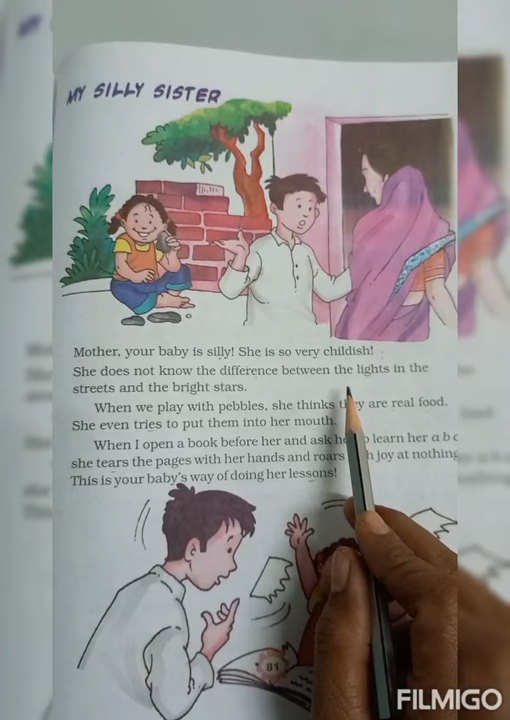 MY SILLY SISTER
Mother, your baby is silly! She is so very childish!
She does not know the difference between the lights in the
streets and the bright stars.
When we play with pebbles, she thinks they are real food.
She even tries to put them into her mouth.
When I open a book before her and ask her to learn her a b c
she tears the pages with her hands and roars with joy at nothing
This is your baby's way of doing her lessons!
81
FILMIGO